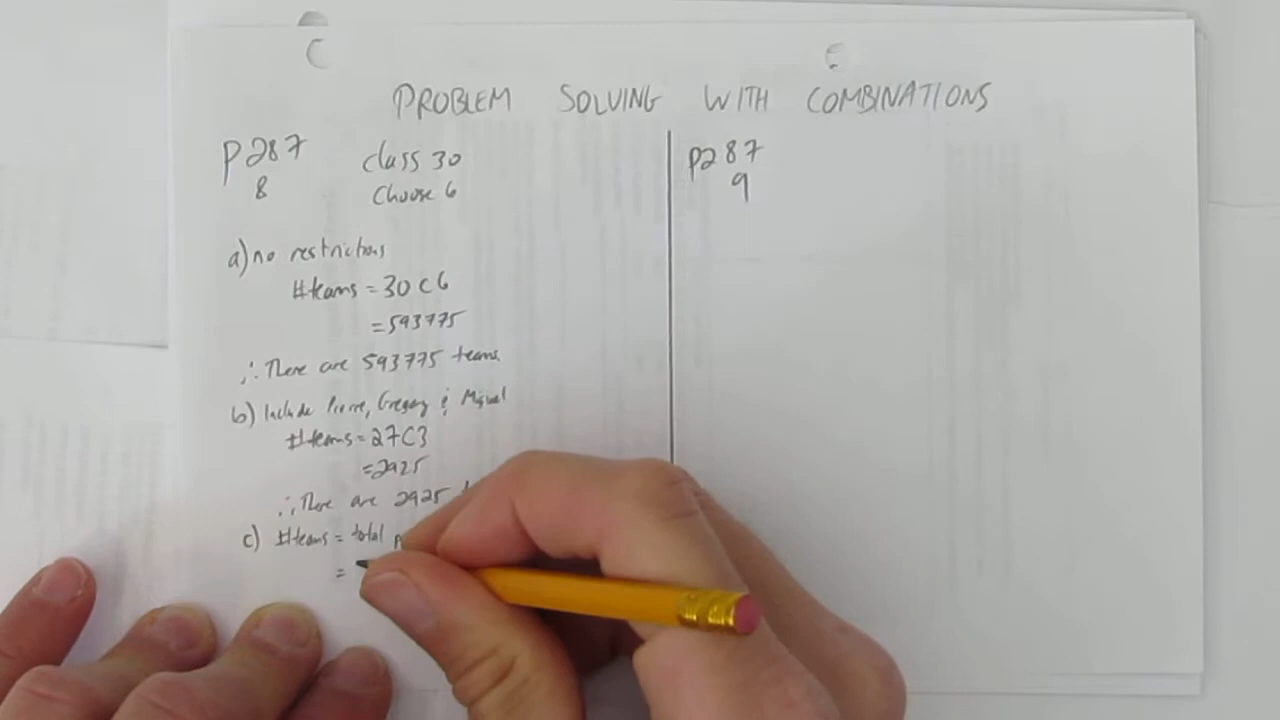 PROBLEM SOLVING WITH COMBINATIONS
P287
8
class 30
Choose 6
a) no restrictions
#teams = 30C6
= 593775
∴ There are 593775 teams.
b) Include Pierre, Gregory & Miguel
#teams = 27C3
= 2925
∴ There are 2925
c) #teams = total
=
P287
9